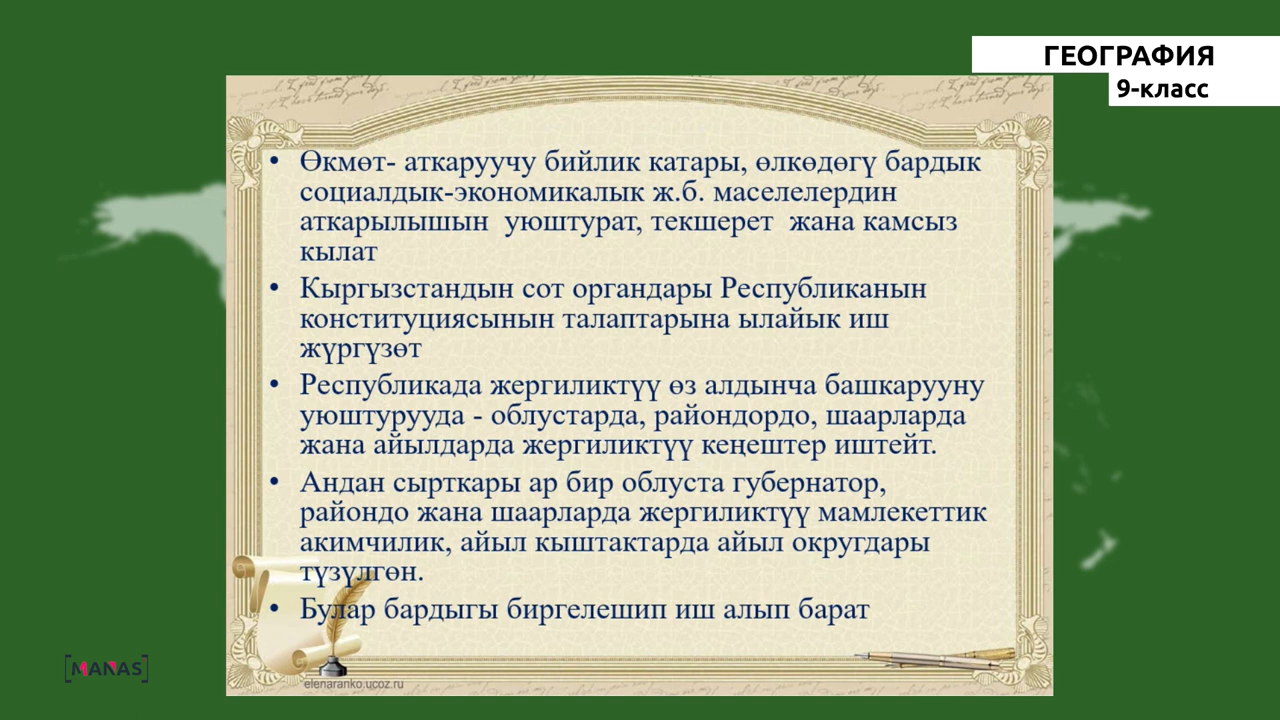 ГЕОГРАФИЯ
9-класс
• Өкмөт- аткаруучу бийлик катары, өлкөдөгү бардык
социалдык-экономикалык ж.б. маселелердин
аткарылышын уюштурат, текшерет жана камсыз
кылат
• Кыргызстандын сот органдары Республиканын
конституциясынын талаптарына ылайык иш
жүргүзөт
• Республикада жергиликтүү өз алдынча башкарууну
уюштурууда - облустарда, райондордо, шаарларда
жана айылдарда жергиликтүү кеңештер иштейт.
• Андан сырткары ар бир облуста губернатор,
райондо жана шаарларда жергиликтүү мамлекеттик
акимчилик, айыл кыштактарда айыл округдары
түзүлгөн.
• Булар бардыгы биргелешип иш алып барат
[MANAS]
elenaranko.ucoz.ru